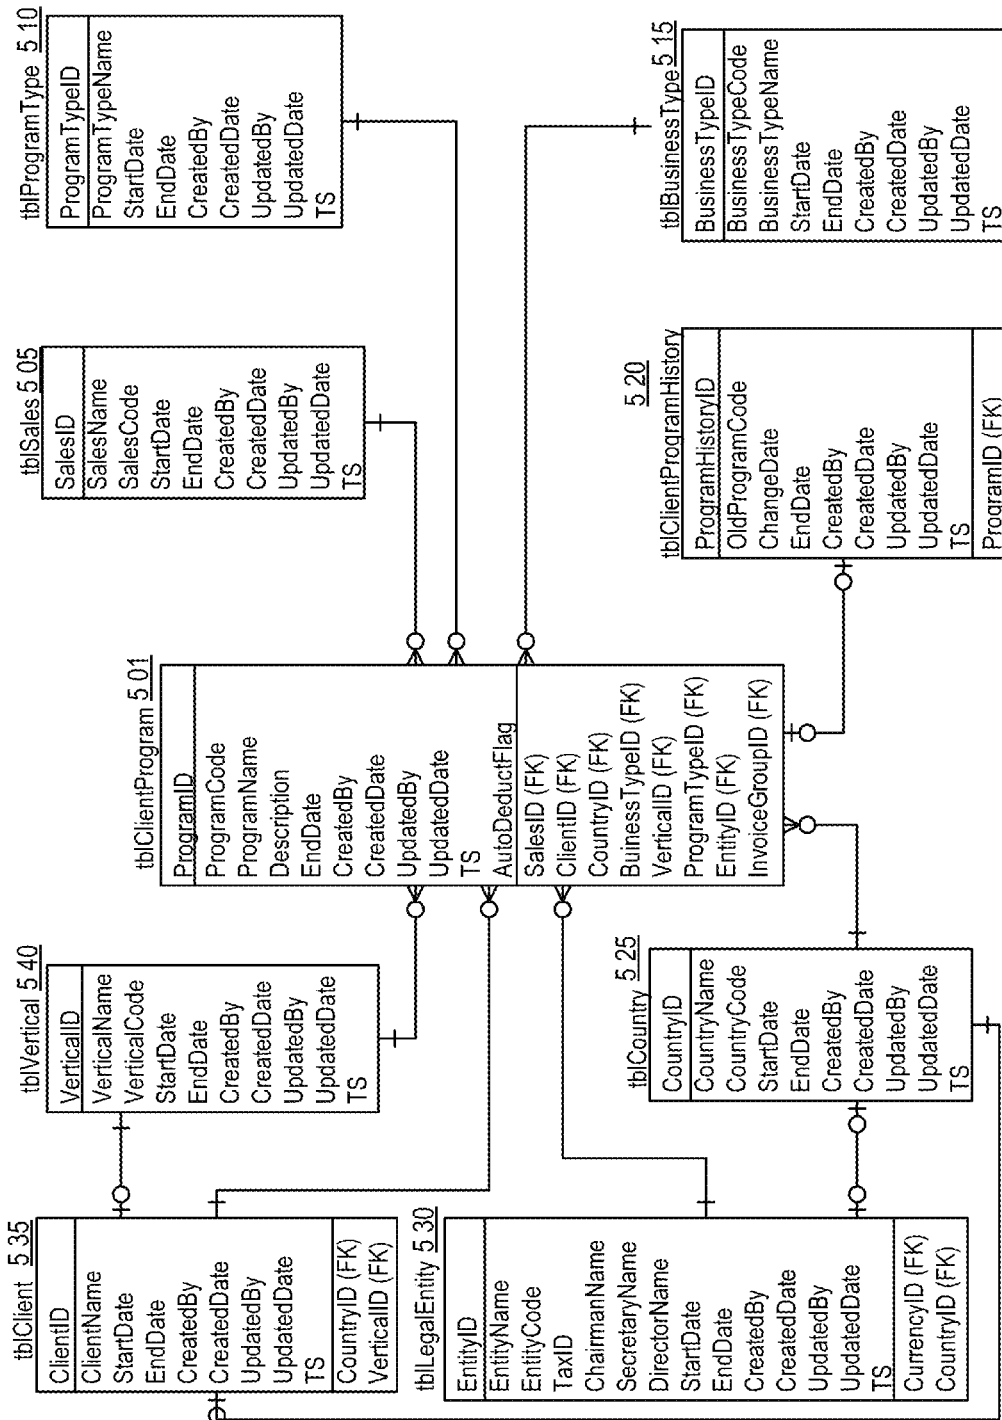 tblClient 5 35
ClientID
ClientName
StartDate
EndDate
CreatedBy
CreatedDate
UpdatedBy
UpdatedDate
TS
CountryID (FK)
VerticalID (FK)
tblVertical 5 40
VerticalID
VerticalName
VerticalCode
StartDate
EndDate
CreatedBy
CreatedDate
UpdatedBy
UpdatedDate
TS
tblSales 5 05
SalesID
SalesName
SalesCode
StartDate
EndDate
CreatedBy
CreatedDate
UpdatedBy
UpdatedDate
TS
tblProgramType 5 10
ProgramTypeID
ProgramTypeName
StartDate
EndDate
CreatedBy
CreatedDate
UpdatedBy
UpdatedDate
TS
tblClientProgram 5 01
ProgramID
ProgramCode
ProgramName
Description
EndDate
CreatedBy
CreatedDate
UpdatedBy
UpdatedDate
TS
AutoDeductFlag
SalesID (FK)
ClientID (FK)
CountryID (FK)
BuinessTypeID (FK)
VerticalID (FK)
ProgramTypeID (FK)
EntityID (FK)
InvoiceGroupID (FK)
tblLegalEntity 5 30
EntityID
EntityName
EntityCode
TaxID
ChairmanName
SecretaryName
DirectorName
StartDate
EndDate
CreatedBy
CreatedDate
UpdatedBy
UpdatedDate
TS
CurrencyID (FK)
CountryID (FK)
tblCountry 5 25
CountryID
CountryName
CountryCode
StartDate
EndDate
CreatedBy
CreatedDate
UpdatedBy
UpdatedDate
TS
5 20
tblClientProgramHistory
ProgramHistoryID
OldProgramCode
ChangeDate
EndDate
CreatedBy
CreatedDate
UpdatedBy
UpdatedDate
TS
ProgramID (FK)
tblBusinessType 5 15
BusinessTypeID
BusinessTypeCode
BusinessTypeName
StartDate
EndDate
CreatedBy
CreatedDate
UpdatedBy
UpdatedDate
TS